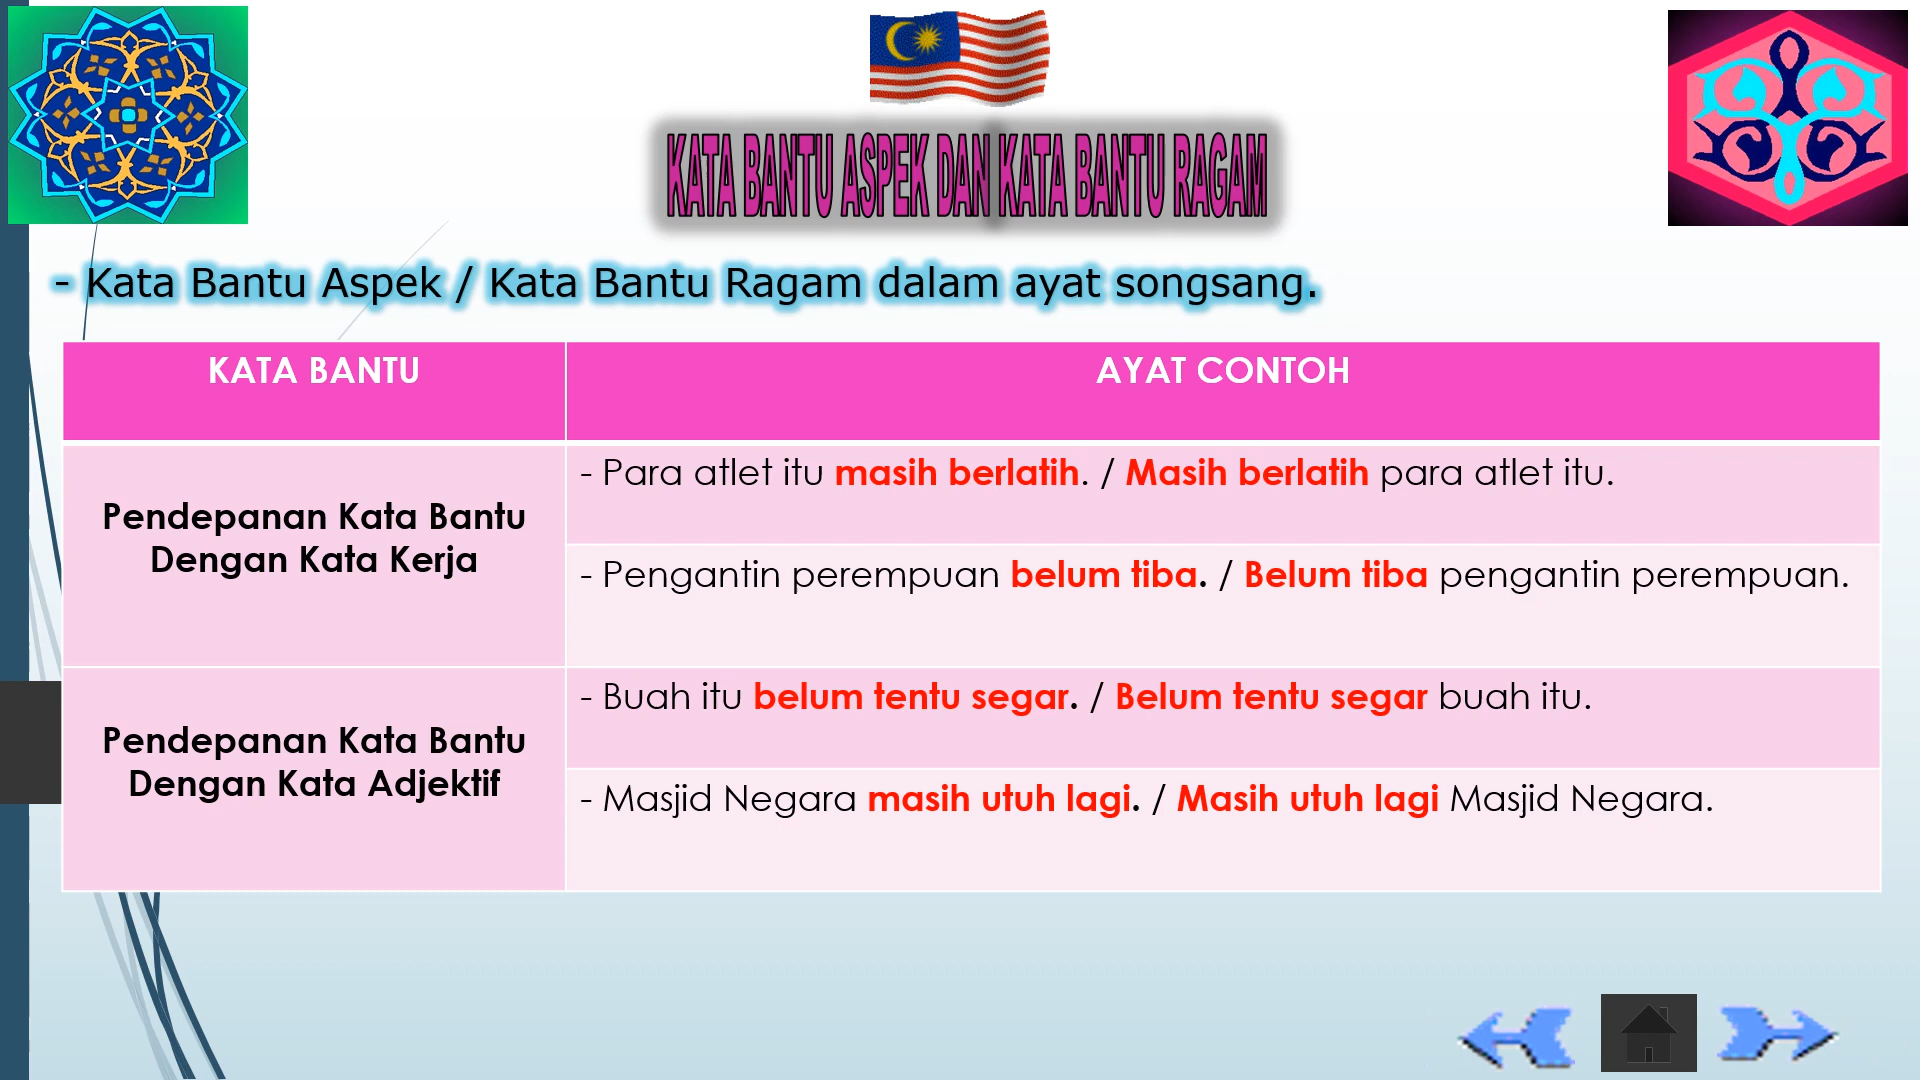 KATA BANTU ASPEK DAN KATA BANTU RAGAM
- Kata Bantu Aspek / Kata Bantu Ragam dalam ayat songsang.
KATA BANTU
AYAT CONTOH
Pendepanan Kata Bantu
Dengan Kata Kerja
- Para atlet itu masih berlatih. / Masih berlatih para atlet itu.
- Pengantin perempuan belum tiba. / Belum tiba pengantin perempuan.
Pendepanan Kata Bantu
Dengan Kata Adjektif
- Buah itu belum tentu segar. / Belum tentu segar buah itu.
- Masjid Negara masih utuh lagi. / Masih utuh lagi Masjid Negara.